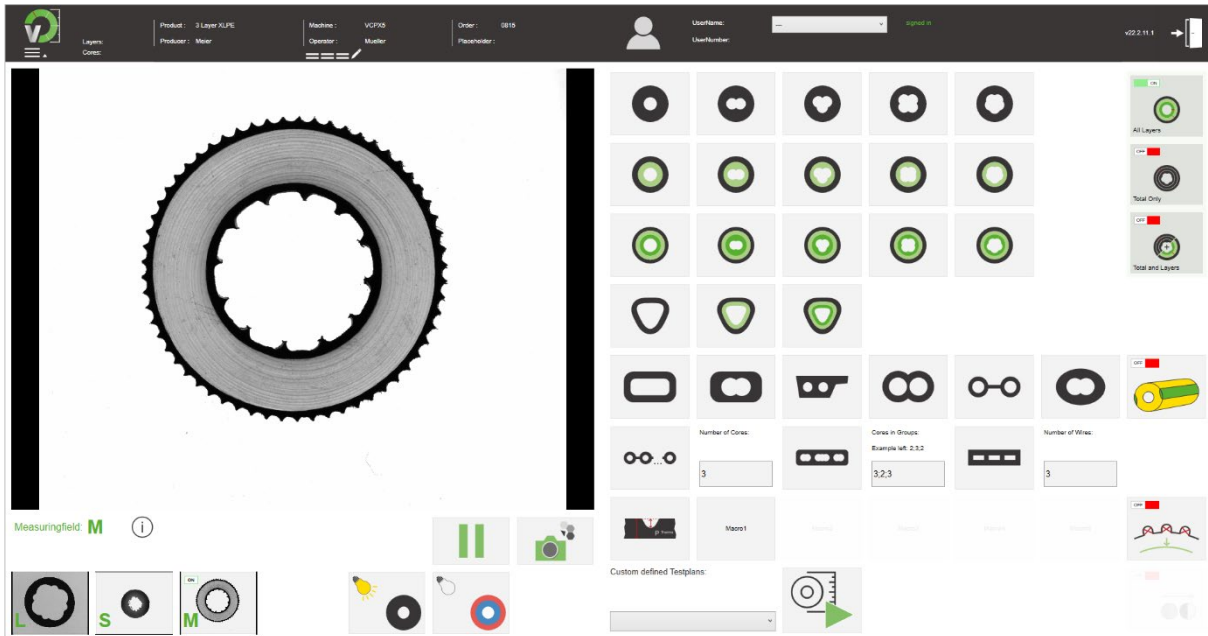 Product : 3 Layer XLPE
Machine : VCPX5
Order : 0815
UserName:
---
signed in
Layers:
Producer : Meier
Operator : Mueller
Placeholder :
UserNumber:
v22.2.11.1
Cores:
ON
All Layers
OFF
Total Only
OFF
Total and Layers
OFF
Number of Cores:
3
Cores in Groups:
Example left: 2;3;2
3;2;3
Number of Wires:
3
Macro1
OFF
Measuringfield: M
i
L
S
ON
M
Custom defined Testplans: